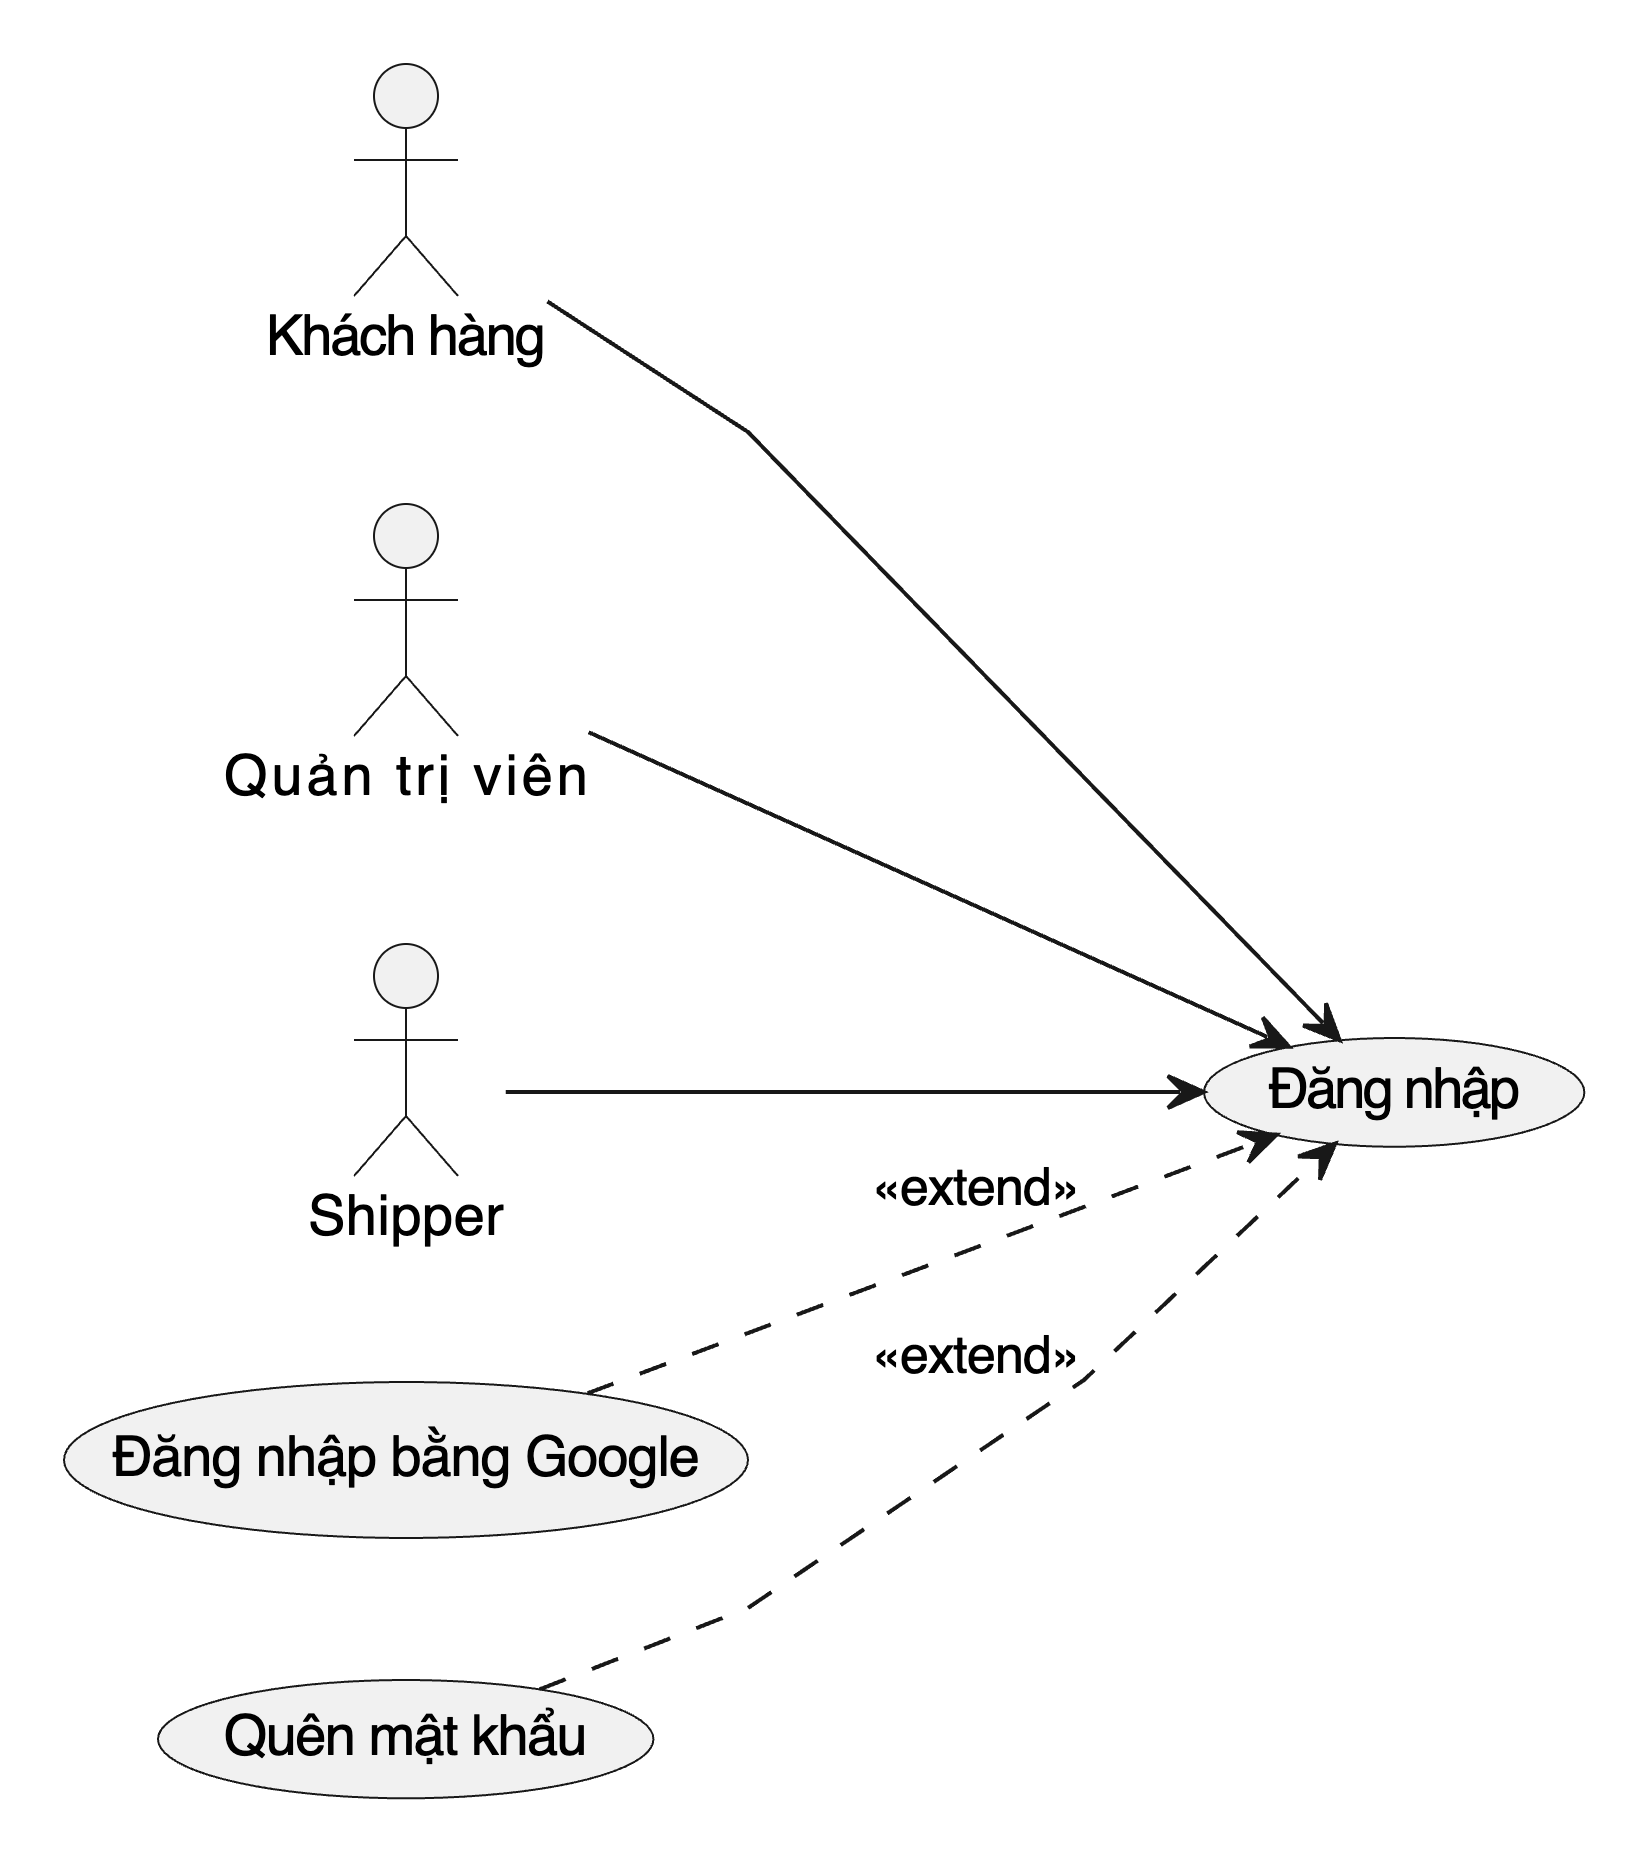 Khách hàng
Quản trị viên
Đăng nhập
Shipper
«extend»
«extend»
Đăng nhập bằng Google
Quên mật khẩu